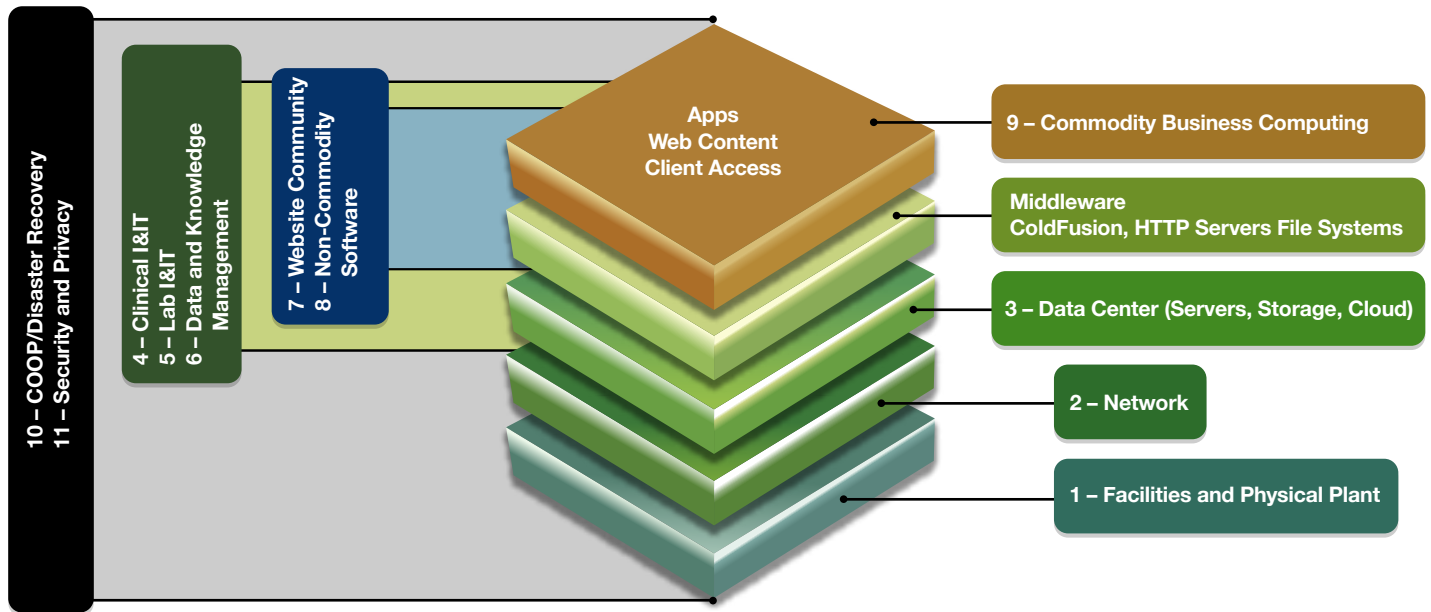 10 – COOP/Disaster Recovery
11 – Security and Privacy
4 – Clinical I&IT
5 – Lab I&IT
6 – Data and Knowledge
Management
7 – Website Community
8 – Non-Commodity
Software
Apps
Web Content
Client Access
9 – Commodity Business Computing
Middleware
ColdFusion, HTTP Servers File Systems
3 – Data Center (Servers, Storage, Cloud)
2 – Network
1 – Facilities and Physical Plant